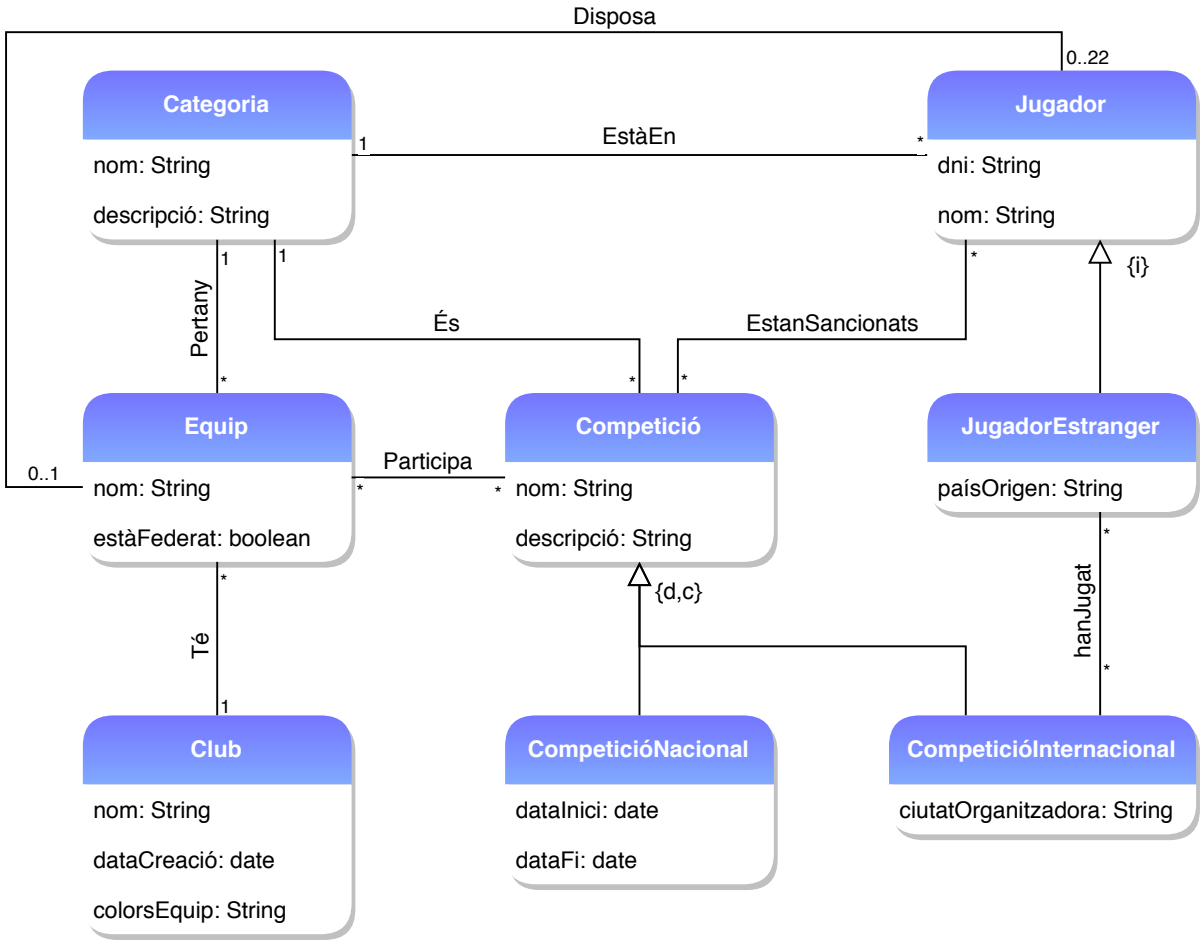 Disposa
0..22
Categoria
nom: String
descripció: String
1
EstàEn
*
Jugador
dni: String
nom: String
1
1
*
{i}
Pertany
És
EstanSancionats
*
*
*
Equip
nom: String
estàFederat: boolean
0..1
Participa
*
*
Competició
nom: String
descripció: String
JugadorEstranger
paísOrigen: String
*
{d,c}
*
Té
hanJugat
1
*
Club
nom: String
dataCreació: date
colorsEquip: String
CompeticióNacional
dataInici: date
dataFi: date
CompeticióInternacional
ciutatOrganitzadora: String